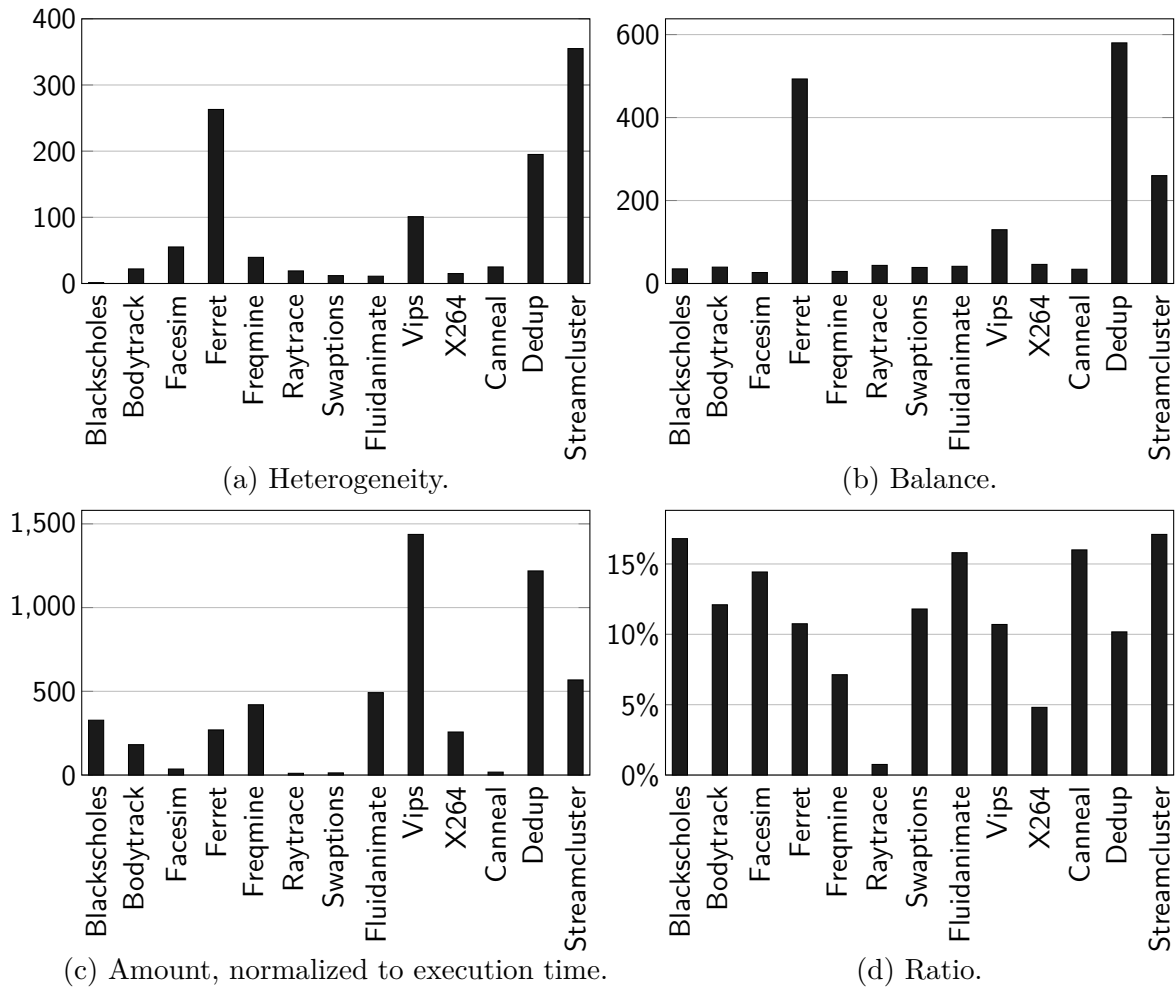 400
300
200
100
0
Blackscholes
Bodytrack
Facesim
Ferret
Freqmine
Raytrace
Swaptions
Fluidanimate
Vips
X264
Canneal
Dedup
Streamcluster
(a) Heterogeneity.
600
400
200
0
Blackscholes
Bodytrack
Facesim
Ferret
Freqmine
Raytrace
Swaptions
Fluidanimate
Vips
X264
Canneal
Dedup
Streamcluster
(b) Balance.
1,500
1,000
500
0
Blackscholes
Bodytrack
Facesim
Ferret
Freqmine
Raytrace
Swaptions
Fluidanimate
Vips
X264
Canneal
Dedup
Streamcluster
(c) Amount, normalized to execution time.
15%
10%
5%
0%
Blackscholes
Bodytrack
Facesim
Ferret
Freqmine
Raytrace
Swaptions
Fluidanimate
Vips
X264
Canneal
Dedup
Streamcluster
(d) Ratio.